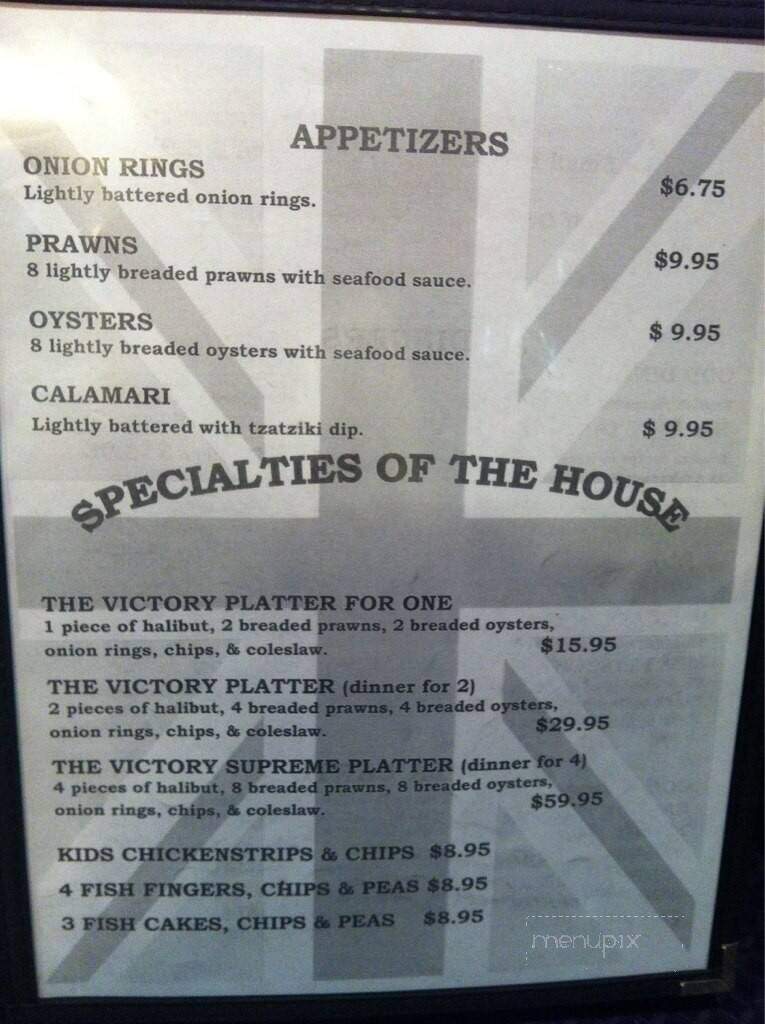 APPETIZERS
ONION RINGS
Lightly battered onion rings. $6.75
PRAWNS
8 lightly breaded prawns with seafood sauce. $9.95
OYSTERS
8 lightly breaded oysters with seafood sauce. $ 9.95
CALAMARI
Lightly battered with tzatziki dip. $ 9.95
SPECIALTIES OF THE HOUSE
THE VICTORY PLATTER FOR ONE
1 piece of halibut, 2 breaded prawns, 2 breaded oysters,
onion rings, chips, & coleslaw. $15.95
THE VICTORY PLATTER (dinner for 2)
2 pieces of halibut, 4 breaded prawns, 4 breaded oysters,
onion rings, chips, & coleslaw. $29.95
THE VICTORY SUPREME PLATTER (dinner for 4)
4 pieces of halibut, 8 breaded prawns, 8 breaded oysters,
onion rings, chips, & coleslaw. $59.95
KIDS CHICKENSTRIPS & CHIPS $8.95
4 FISH FINGERS, CHIPS & PEAS $8.95
3 FISH CAKES, CHIPS & PEAS $8.95
menupix